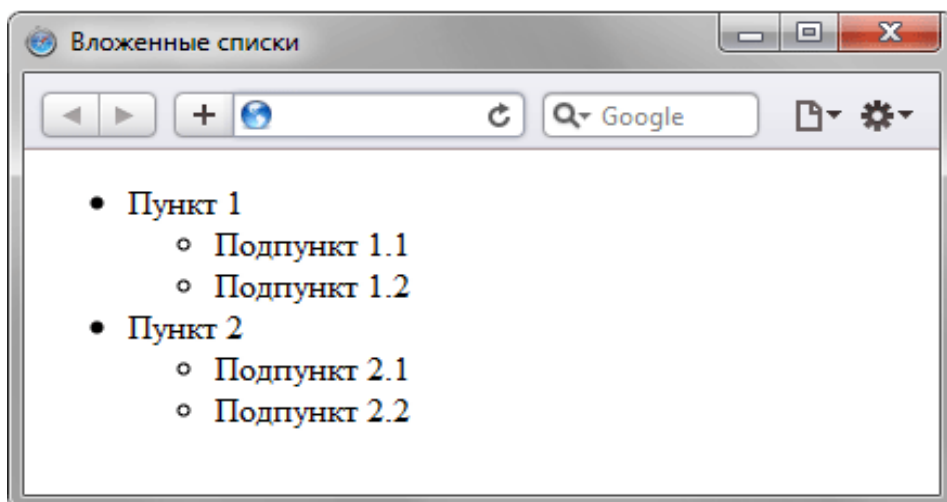 Вложенные списки
Google
Пункт 1
Подпункт 1.1
Подпункт 1.2
Пункт 2
Подпункт 2.1
Подпункт 2.2